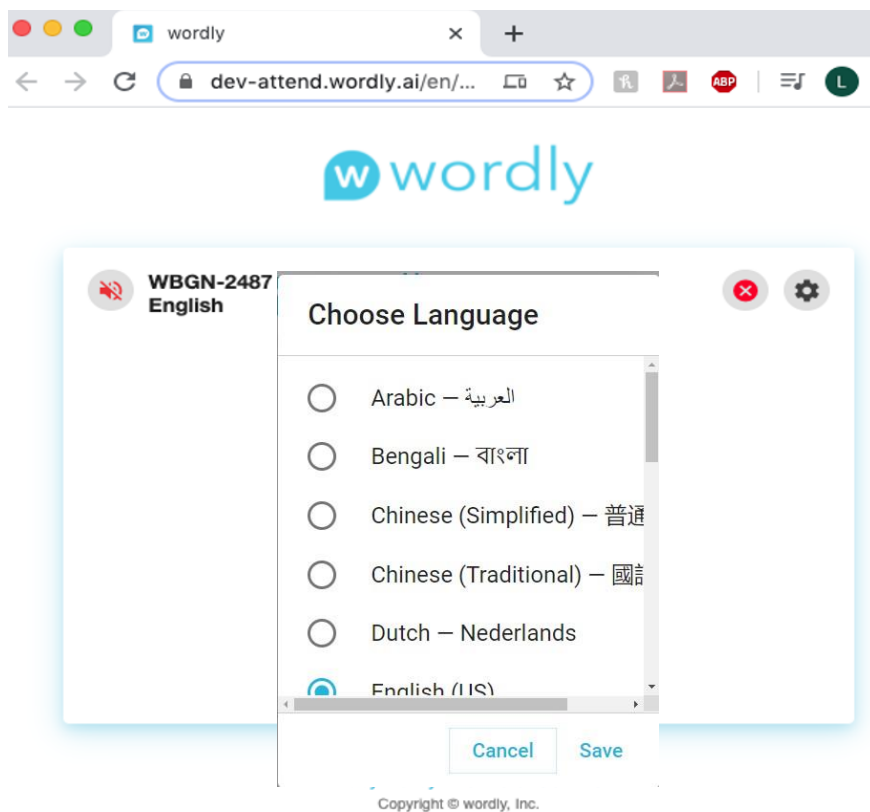 wordly
dev-attend.wordly.ai/en/...
ABP
L
w wordly
WBGN-2487
English
Choose Language
Arabic — العربية
Bengali — বাংলা
Chinese (Simplified) — 普通
Chinese (Traditional) — 國
Dutch — Nederlands
English (US)
Cancel Save
Copyright © wordly, Inc.